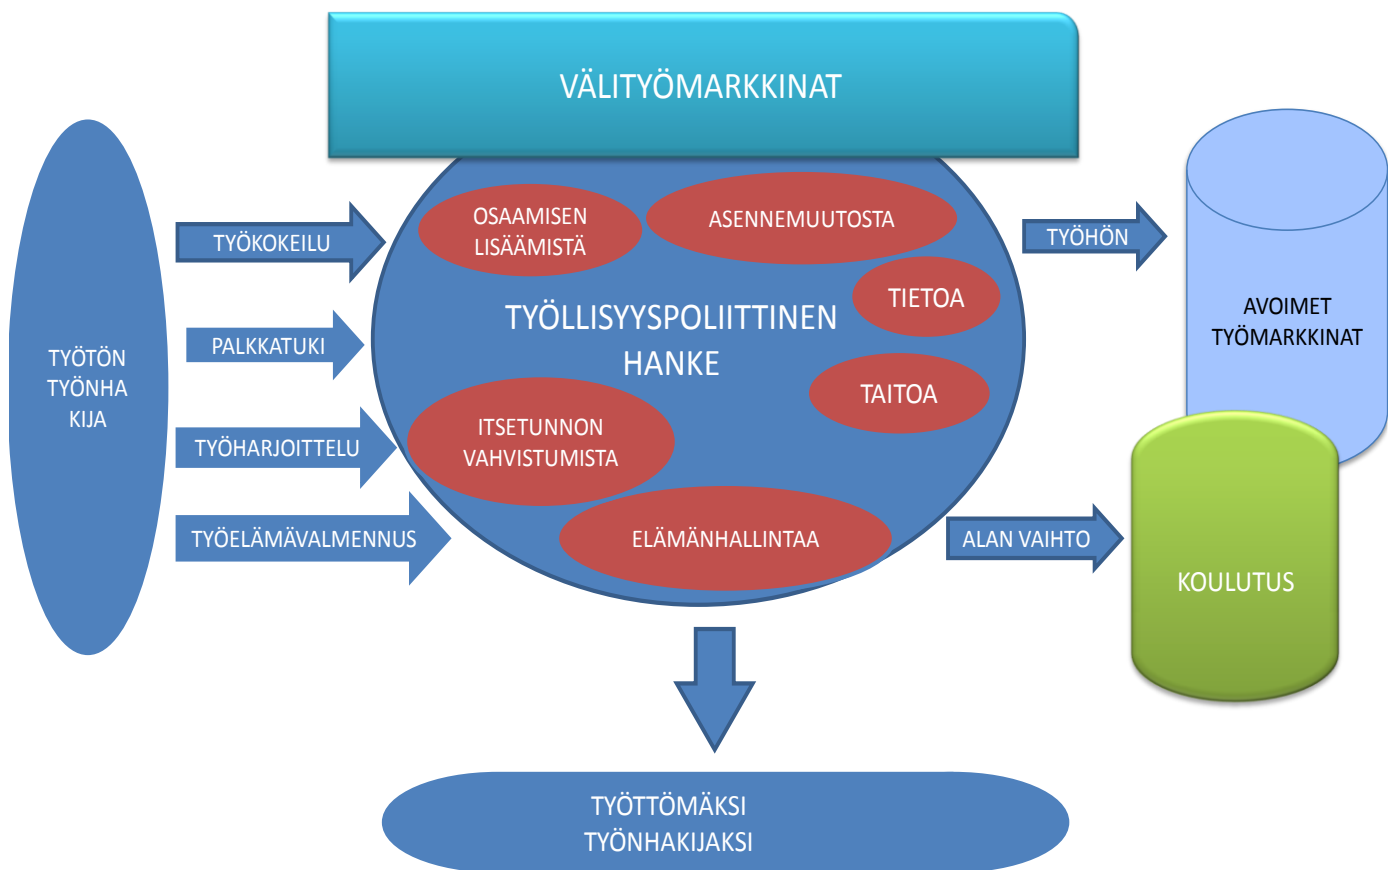 VÄLITYÖMARKKINAT
TYÖTÖN
TYÖNHA
KIJA
TYÖKOKEILU
PALKKATUKI
TYÖHARJOITTELU
TYÖELÄMÄVALMENNUS
OSAAMISEN
LISÄÄMISTÄ
ASENNEMUUTOSTA
TIETOA
TYÖLLISYYSPOLIITTINEN
HANKE
TAITOA
ITSETUNNON
VAHVISTUMISTA
ELÄMÄNHALLINTAA
TYÖHÖN
ALAN VAIHTO
AVOIMET
TYÖMARKKINAT
KOULUTUS
TYÖTTÖMÄKSI
TYÖNHAKIJAKSI